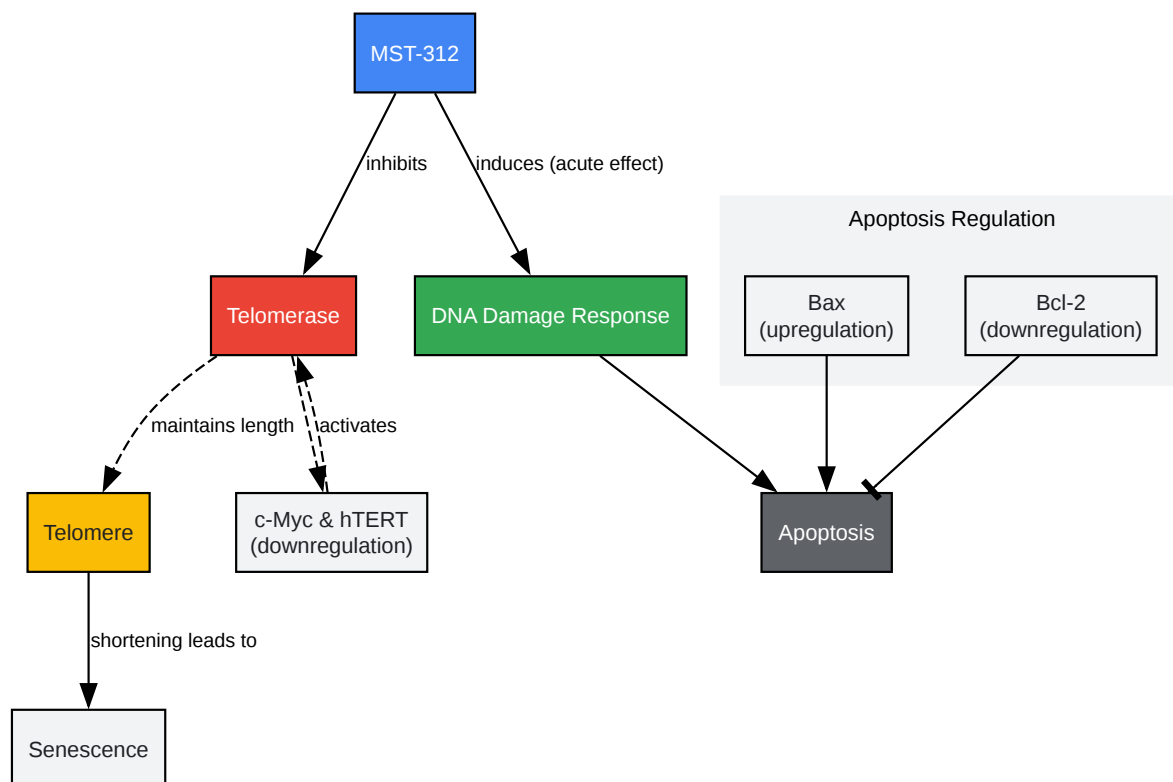 MST-312
inhibits
induces (acute effect)
Apoptosis Regulation
Telomerase
DNA Damage Response
Bax
(upregulation)
Bcl-2
(downregulation)
maintains length
activates
Telomere
c-Myc & hTERT
(downregulation)
Apoptosis
shortening leads to
Senescence